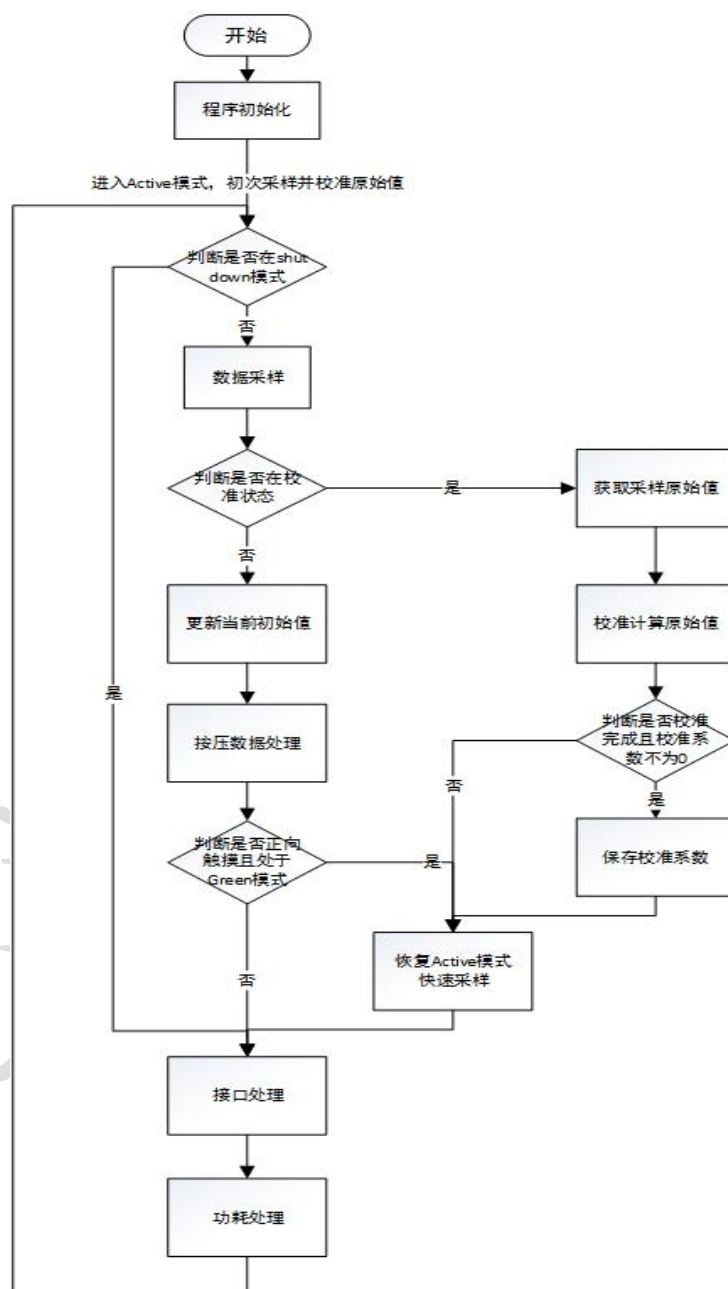 开始
程序初始化
进入Active模式，初次采样并校准原始值
判断是否在shut
down模式
否
数据采样
判断是否在校
准状态
是
获取采样原始值
否
更新当前初始值
校准计算原始值
是
按压数据处理
判断是否校准
完成且校准系
数不为0
否
是
判断是否正向
触摸且处于
Green模式
是
保存校准系数
否
恢复Active模式
快速采样
接口处理
功耗处理